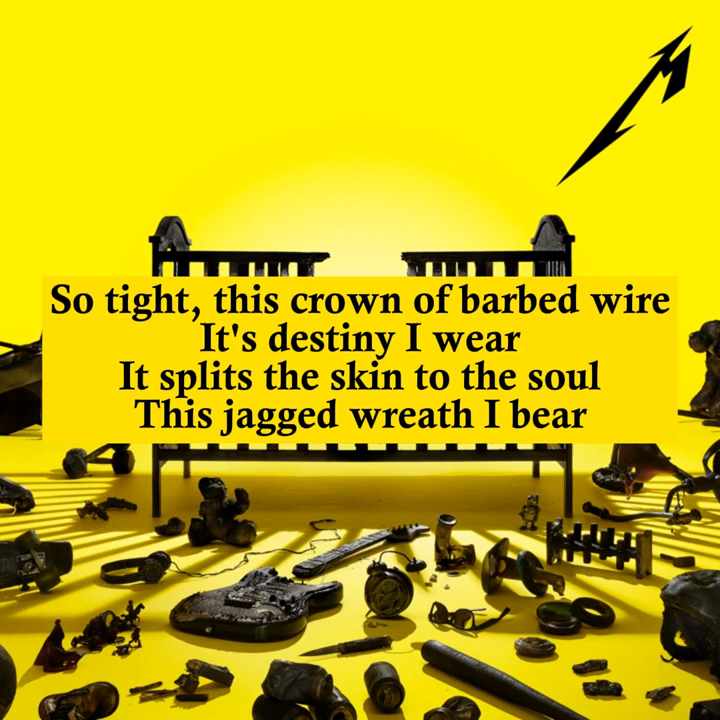 So tight, this crown of barbed wire
It's destiny I wear
It splits the skin to the soul
This jagged wreath I bear